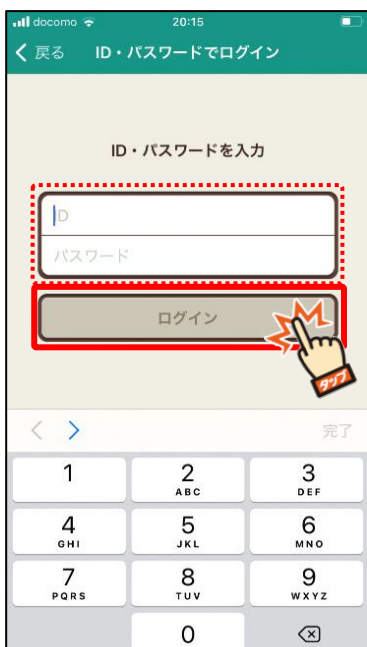 docomo 20:15
戻る ID・パスワードでログイン
ID・パスワードを入力
ID
パスワード
ログイン
タップ
完了
1 2 3
ABC DEF
4 5 6
GHI JKL MNO
7 8 9
PQRS TUV WXYZ
0